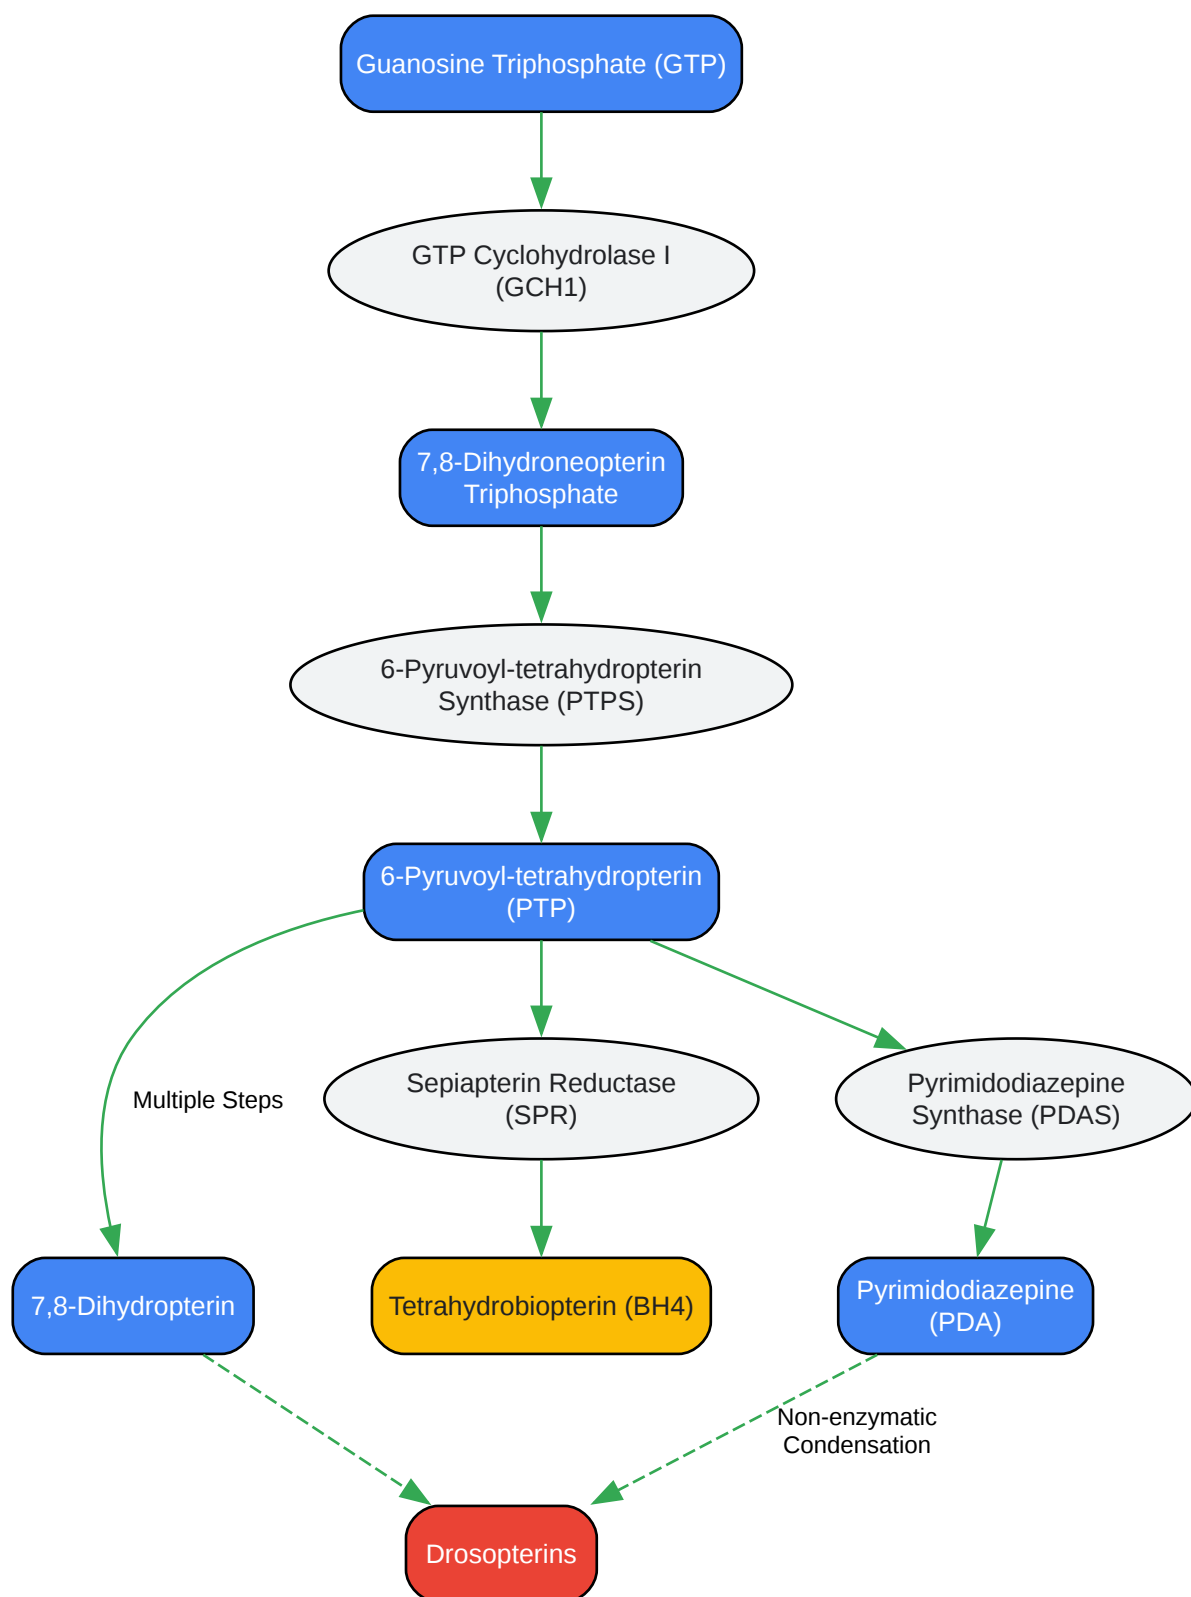 Guanosine Triphosphate (GTP)
GTP Cyclohydrolase I
(GCH1)
7,8-Dihydroneopterin
Triphosphate
6-Pyruvoyl-tetrahydropterin
Synthase (PTPS)
6-Pyruvoyl-tetrahydropterin
(PTP)
Multiple Steps
Sepiapterin Reductase
(SPR)
Pyrimidodiazepine
Synthase (PDAS)
7,8-Dihydropterin
Tetrahydrobiopterin (BH4)
Pyrimidodiazepine
(PDA)
Non-enzymatic
Condensation
Drosopterins